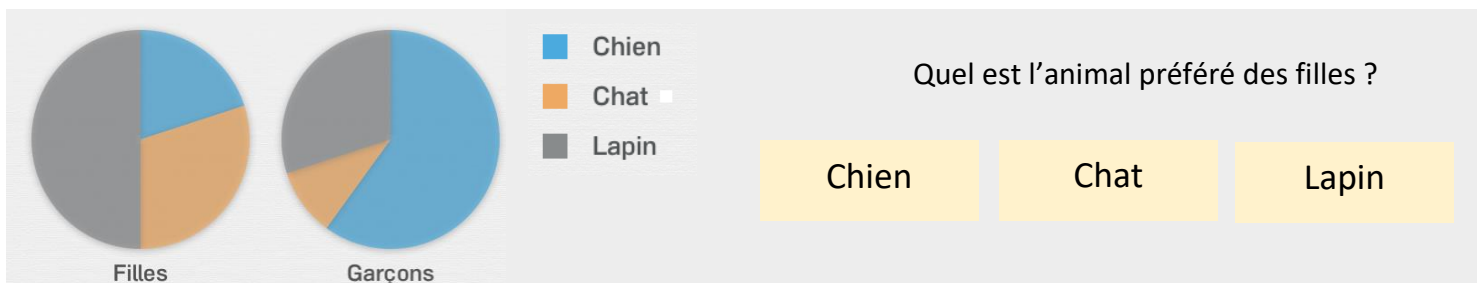 Filles
Garçons
Chien
Chat
Lapin
Quel est l’animal préféré des filles ?
Chien
Chat
Lapin